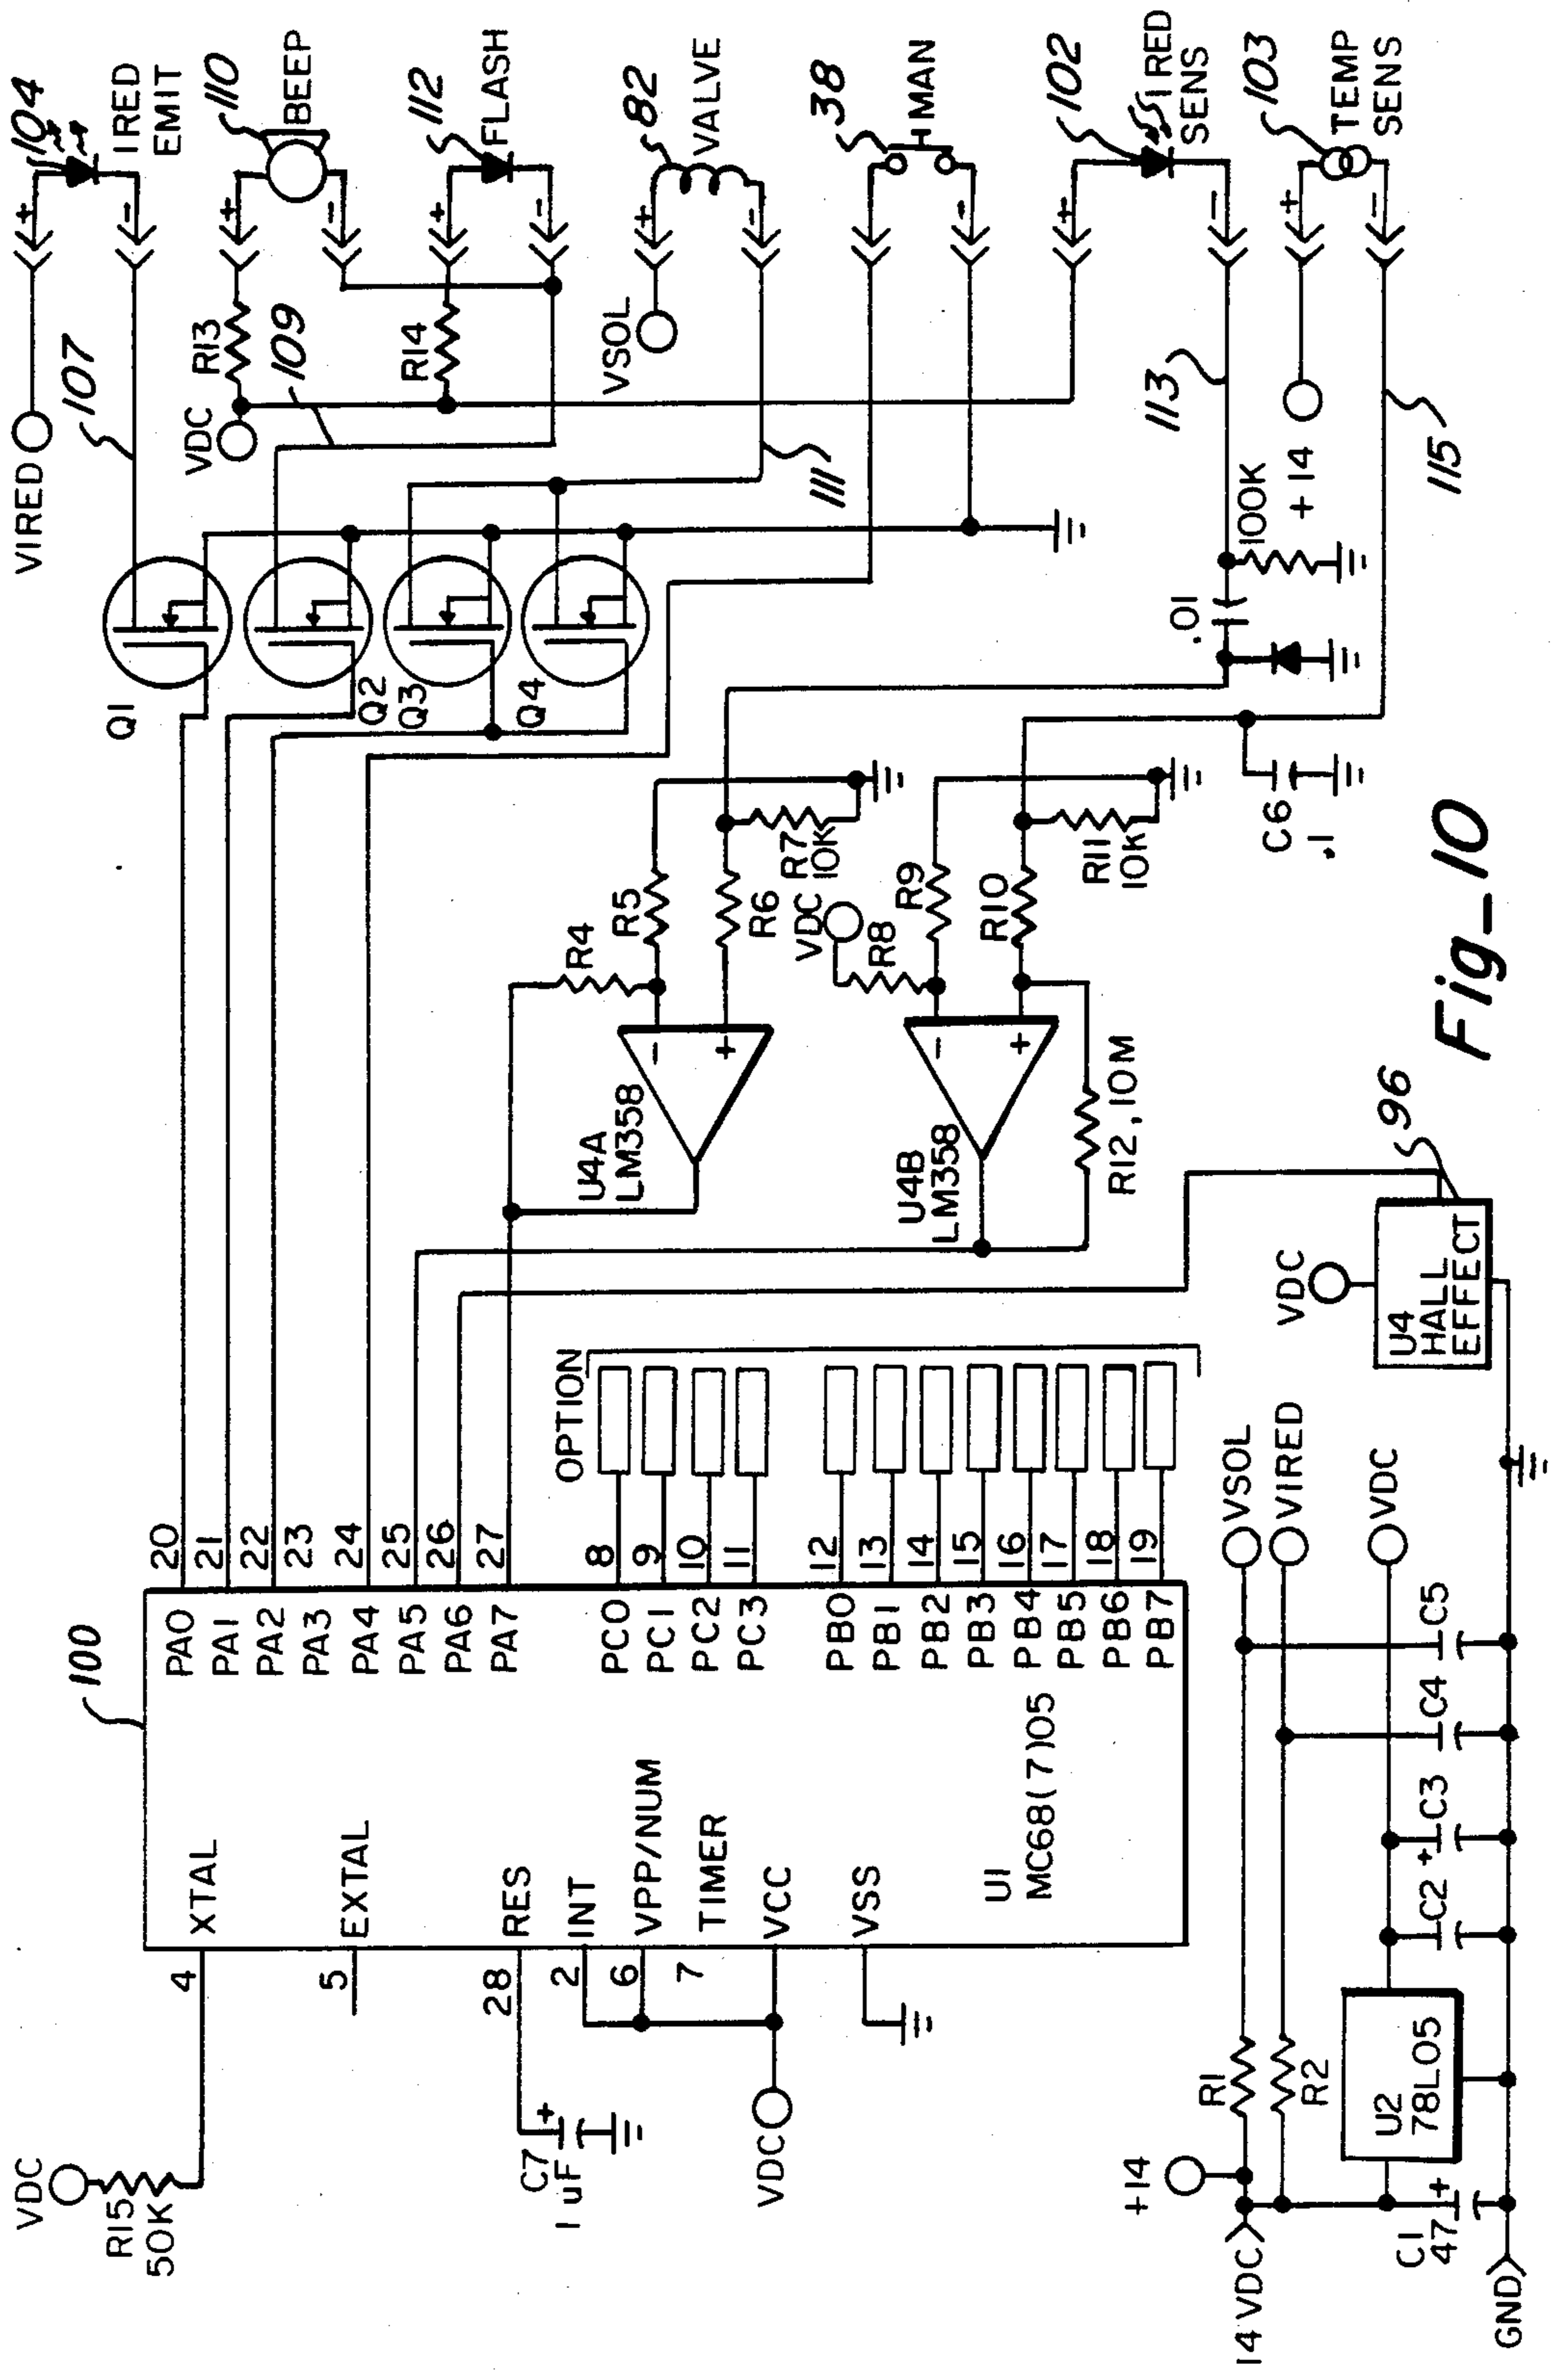 VDC
R15
50K
4
XTAL
5
EXTAL
28
RES
C7
1 uF
+
2
INT
6
VPP/NUM
7
TIMER
VCC
VDC
VSS
U1
MC68(7)05
100
PA0 20
PA1 21
PA2 22
PA3 23
PA4 24
PA5 25
PA6 26
PA7 27
OPTION
PC0 8
PC1 9
PC2 10
PC3 11
PB0 12
PB1 13
PB2 14
PB3 15
PB4 16
PB5 17
PB6 18
PB7 19
Q1
Q2
Q3
Q4
VIRED
107
+
-
104
IRED
EMIT
VDC
R13
109
+
-
110
BEEP
R14
+
-
112
FLASH
VSOL
111
+
-
82
VALVE
38
MAN
-
+
-
102
IRED
SENS
113
100K
.01
+14
+
-
103
TEMP
SENS
115
R4
R5
R6
R7
10K
U4A
LM358
-
+
VDC
R8
R9
R10
R11
10K
U4B
LM358
-
+
R12, 10M
C6
.1
+14
14 VDC
R1
R2
VSOL
VIRED
VDC
U2
78L05
C1
47
+
C2
+
C3
C4
C5
GND
VDC
U4
HALL
EFFECT
96
Fig-10